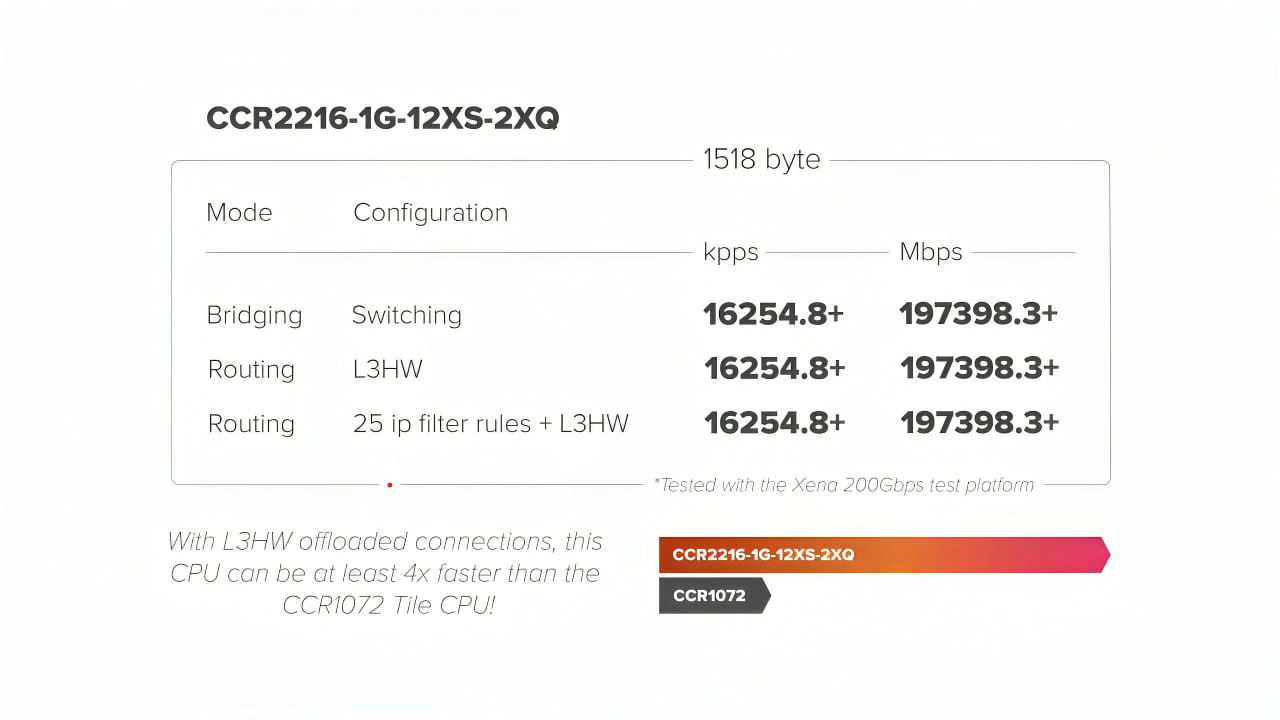 CCR2216-1G-12XS-2XQ
1518 byte
Mode Configuration
kpps Mbps
Bridging Switching 16254.8+ 197398.3+
Routing L3HW 16254.8+ 197398.3+
Routing 25 ip filter rules + L3HW 16254.8+ 197398.3+
*Tested with the Xena 200Gbps test platform
With L3HW offloaded connections, this
CPU can be at least 4x faster than the
CCR1072 Tile CPU!
CCR2216-1G-12XS-2XQ
CCR1072